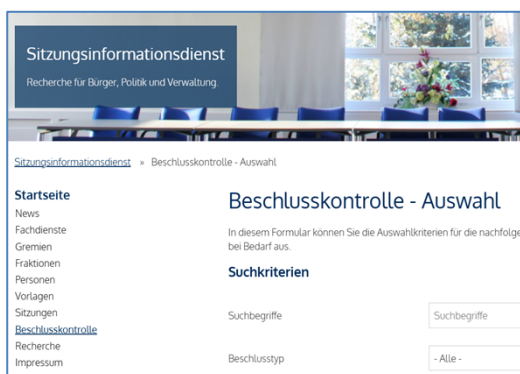 Sitzungsinformationsdienst
Recherche für Bürger, Politik und Verwaltung.
Sitzungsinformationsdienst » Beschlusskontrolle - Auswahl
Startseite
News
Fachdienste
Gremien
Fraktionen
Personen
Vorlagen
Sitzungen
Beschlusskontrolle
Recherche
Impressum
Beschlusskontrolle - Auswahl
In diesem Formular können Sie die Auswahlkriterien für die nachfolge
bei Bedarf aus.
Suchkriterien
Suchbegriffe Suchbegriffe
Beschlusstyp - Alle -